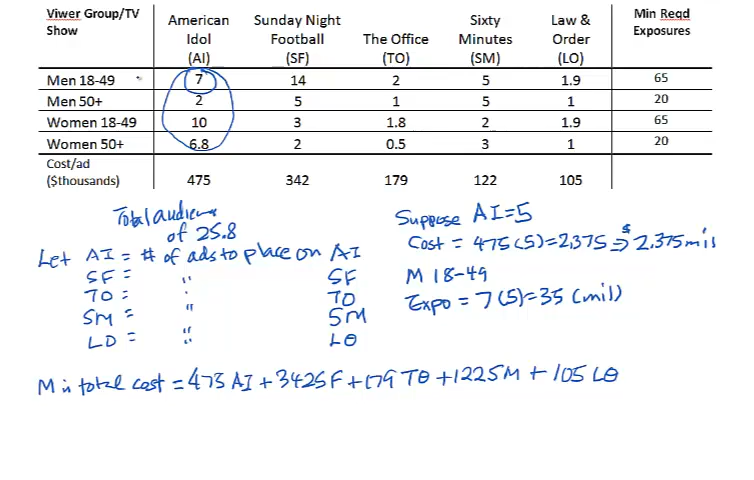 Viwer Group/TV Show American Idol (AI) Sunday Night Football (SF) The Office (TO) Sixty Minutes (SM) Law & Order (LO) Min Reqd Exposures
Men 18-49 7 14 2 5 1.9 65
Men 50+ 2 5 1 5 1 20
Women 18-49 10 3 1.8 2 1.9 65
Women 50+ 6.8 2 0.5 3 1 20
Cost/ad ($thousands) 475 342 179 122 105
Total audience
of 25.8
Let AI = # of ads to place on AI
SF = " SF
TO = " TO
SM = " SM
LO = " LO
Suppose AI=5
Cost = 475(5)=2,375 ⇒ $2.375 mils
M 18-49
Expo = 7(5)=35 (mil)
Min total cost = 475 AI + 342SF + 179 TO + 122SM + 105 LO